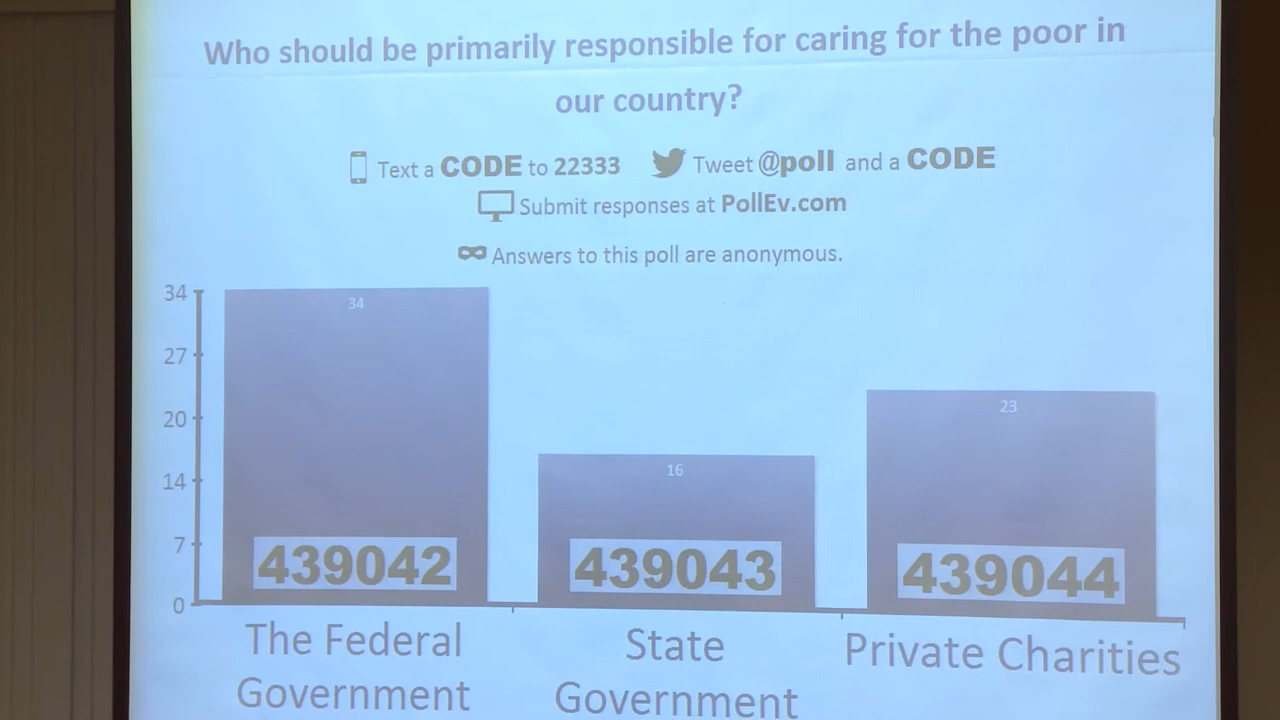 Who should be primarily responsible for caring for the poor in
our country?
Text a CODE to 22333 Tweet @poll and a CODE
Submit responses at PollEv.com
Answers to this poll are anonymous.
34
27
20
14
7
0
34
16
23
439042 439043 439044
The Federal
Government
State
Government
Private Charities